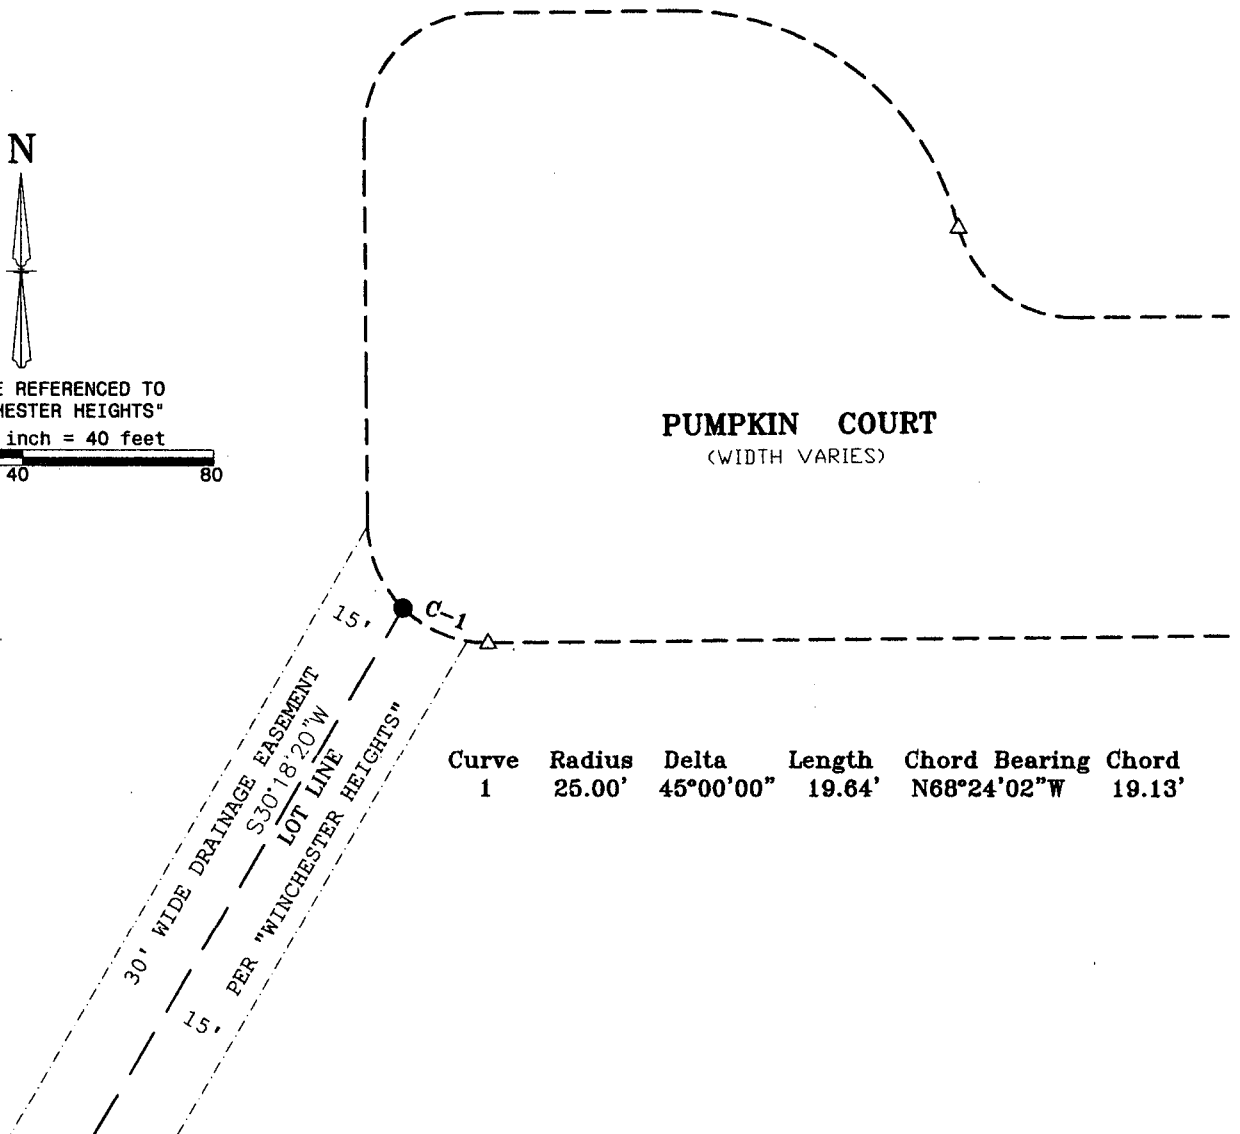 N
E REFERENCED TO
HESTER HEIGHTS"
inch = 40 feet
40 80
PUMPKIN COURT
(WIDTH VARIES)
C-1
15'
30' WIDE DRAINAGE EASEMENT
S30°18'20"W
LOT LINE
PER "WINCHESTER HEIGHTS"
15'
Curve Radius Delta Length Chord Bearing Chord
1 25.00' 45°00'00" 19.64' N68°24'02"W 19.13'